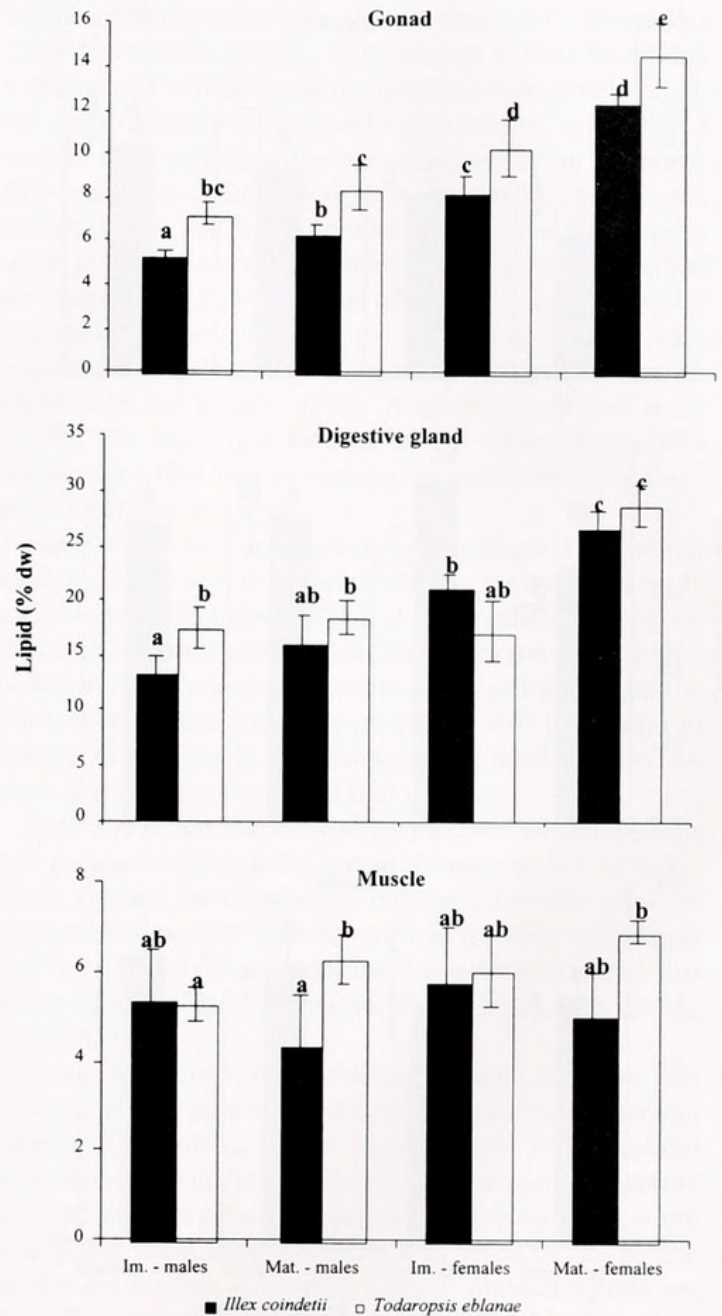 Gonad
16
14
12
10
8
6
4
2
0
a
bc
b
c
c
d
d
e
Digestive gland
35
30
25
20
15
10
5
0
a
b
ab
b
b
ab
c
c
Lipid (% dw)
Muscle
8
6
4
2
0
ab
a
a
b
ab
ab
ab
b
Im. - males Mat. - males Im. - females Mat. - females
Illex coindetii Todaropsis eblanae